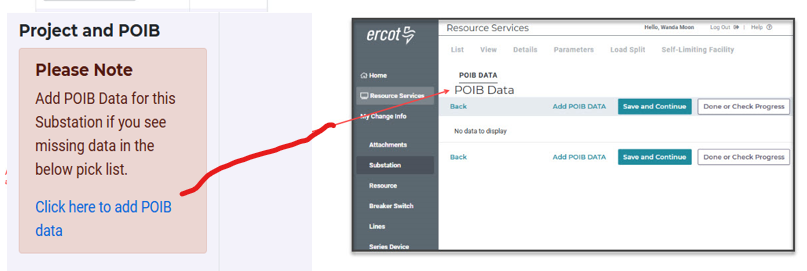 Project and POIB
Please Note
Add POIB Data for this
Substation if you see
missing data in the
below pick list.
Click here to add POIB
data
ercot
Resource Services
Hello, Wanda Moon
Log Out
Help
List
View
Details
Parameters
Load Split
Self-Limiting Facility
Home
Resource Services
My Change Info
Attachments
Substation
Resource
Breaker Switch
Lines
Series Device
POIB DATA
POIB Data
Back
Add POIB DATA
Save and Continue
Done or Check Progress
No data to display
Back
Add POIB DATA
Save and Continue
Done or Check Progress